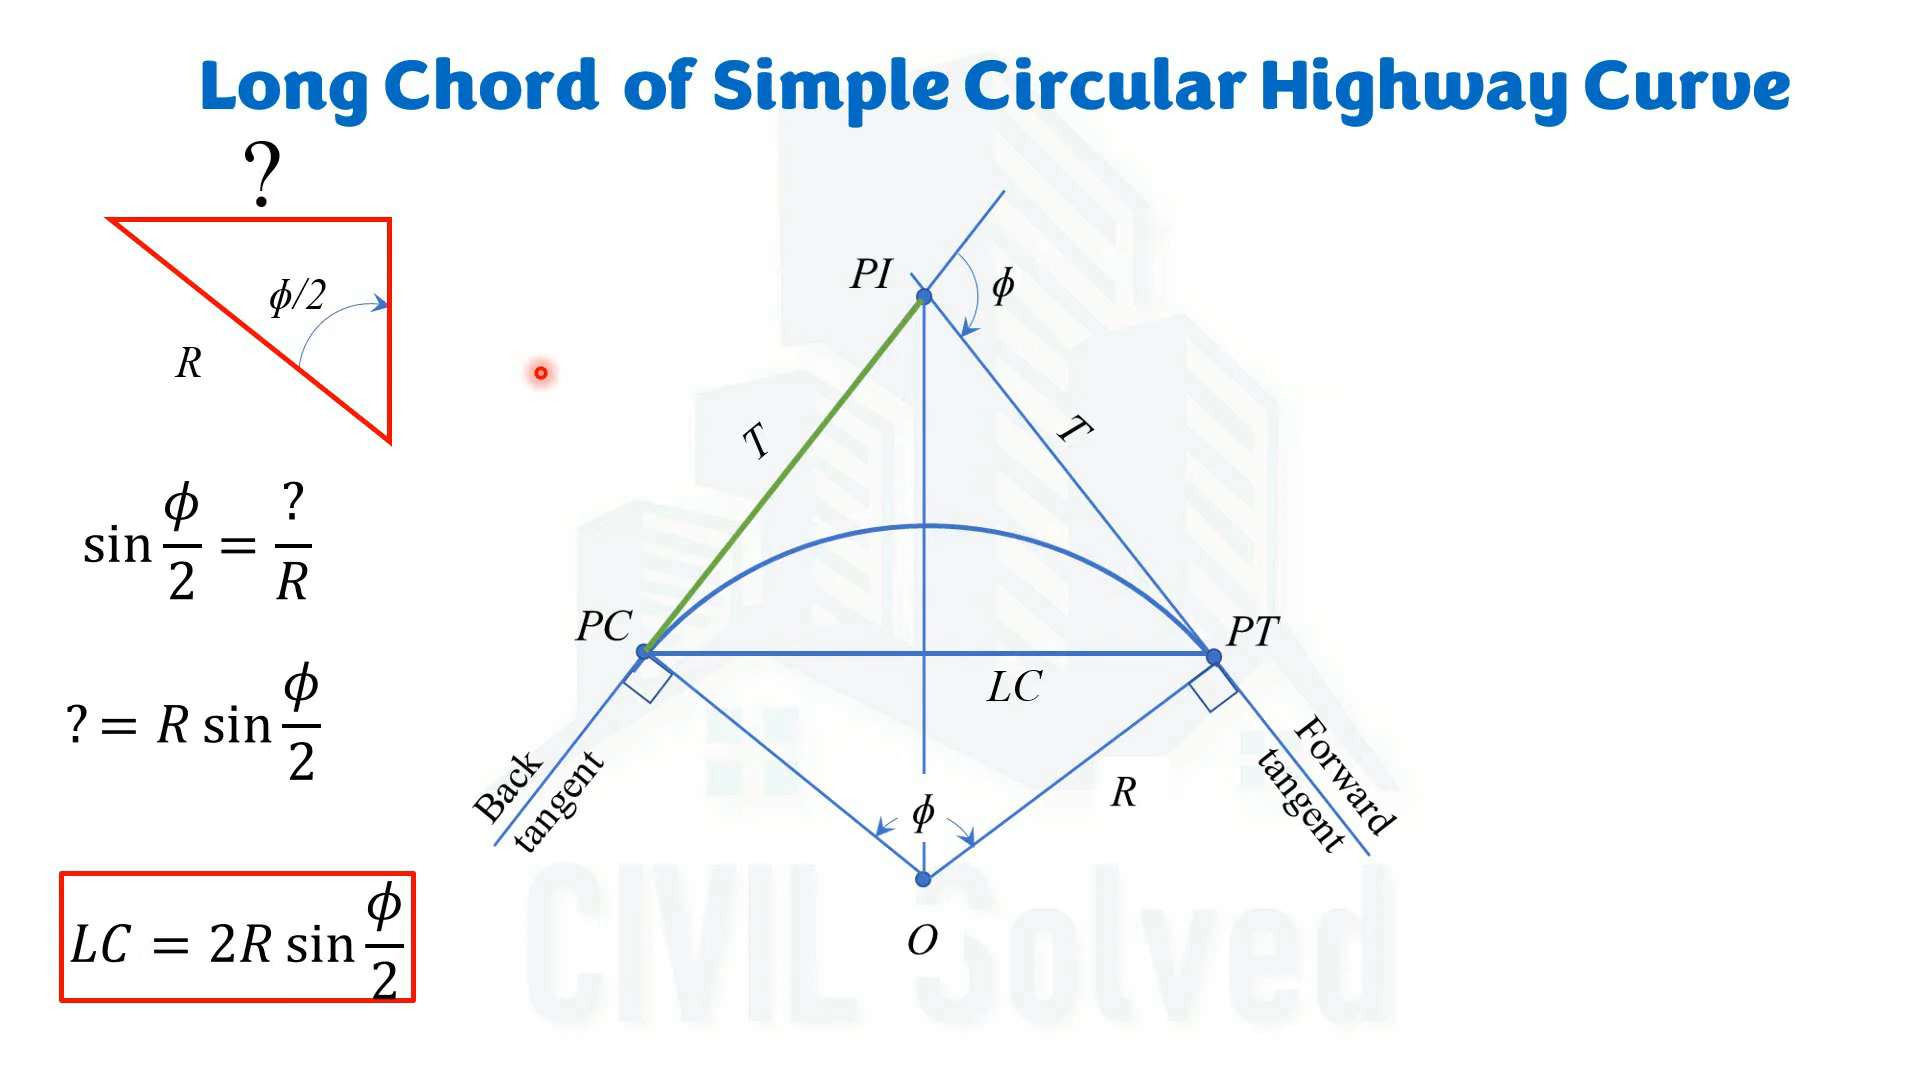 Long Chord of Simple Circular Highway Curve
?
ϕ/2
R
sin ϕ/2 = ?/R
? = R sin ϕ/2
LC = 2R sin ϕ/2
PI
ϕ
T
T
PC
PT
LC
Back
tangent
Forward
tangent
R
ϕ
O
CIVIL Solved